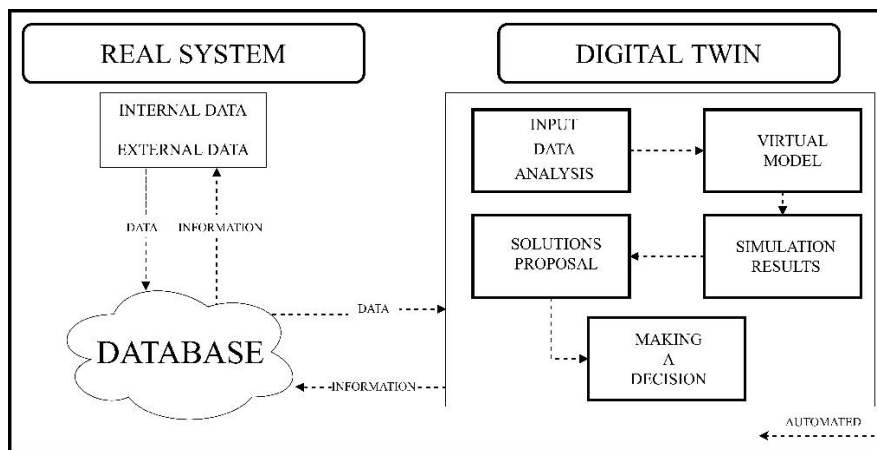 REAL SYSTEM
DIGITAL TWIN
INTERNAL DATA
EXTERNAL DATA
DATA
INFORMATION
DATABASE
DATA
INFORMATION
INPUT
DATA
ANALYSIS
VIRTUAL
MODEL
SIMULATION
RESULTS
SOLUTIONS
PROPOSAL
MAKING
A
DECISION
AUTOMATED